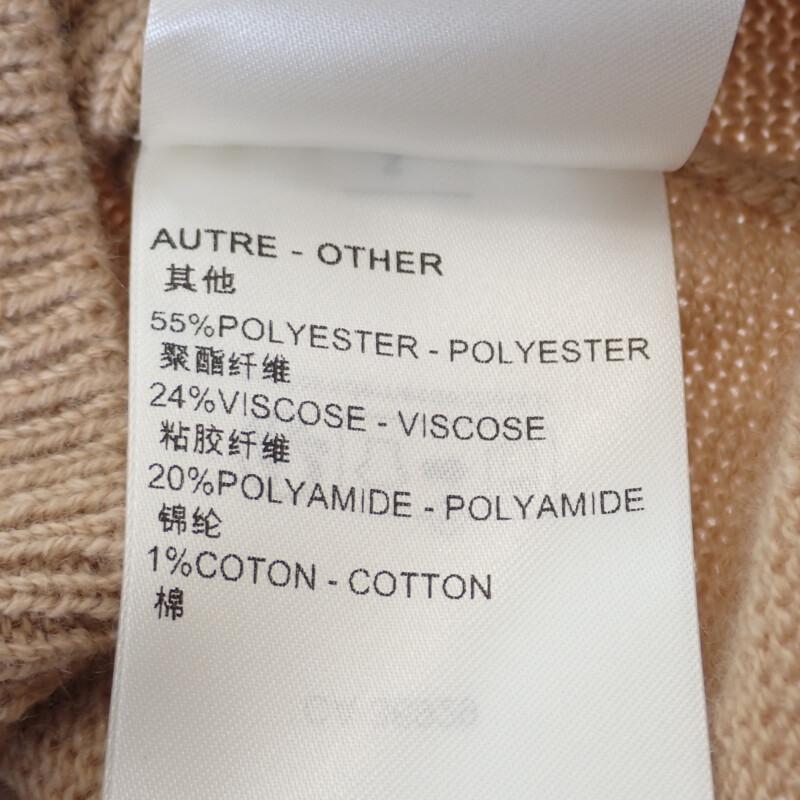 AUTRE - OTHER
其他
55%POLYESTER - POLYESTER
聚酯纤维
24%VISCOSE - VISCOSE
粘胶纤维
20%POLYAMIDE - POLYAMIDE
锦纶
1%COTON - COTTON
棉